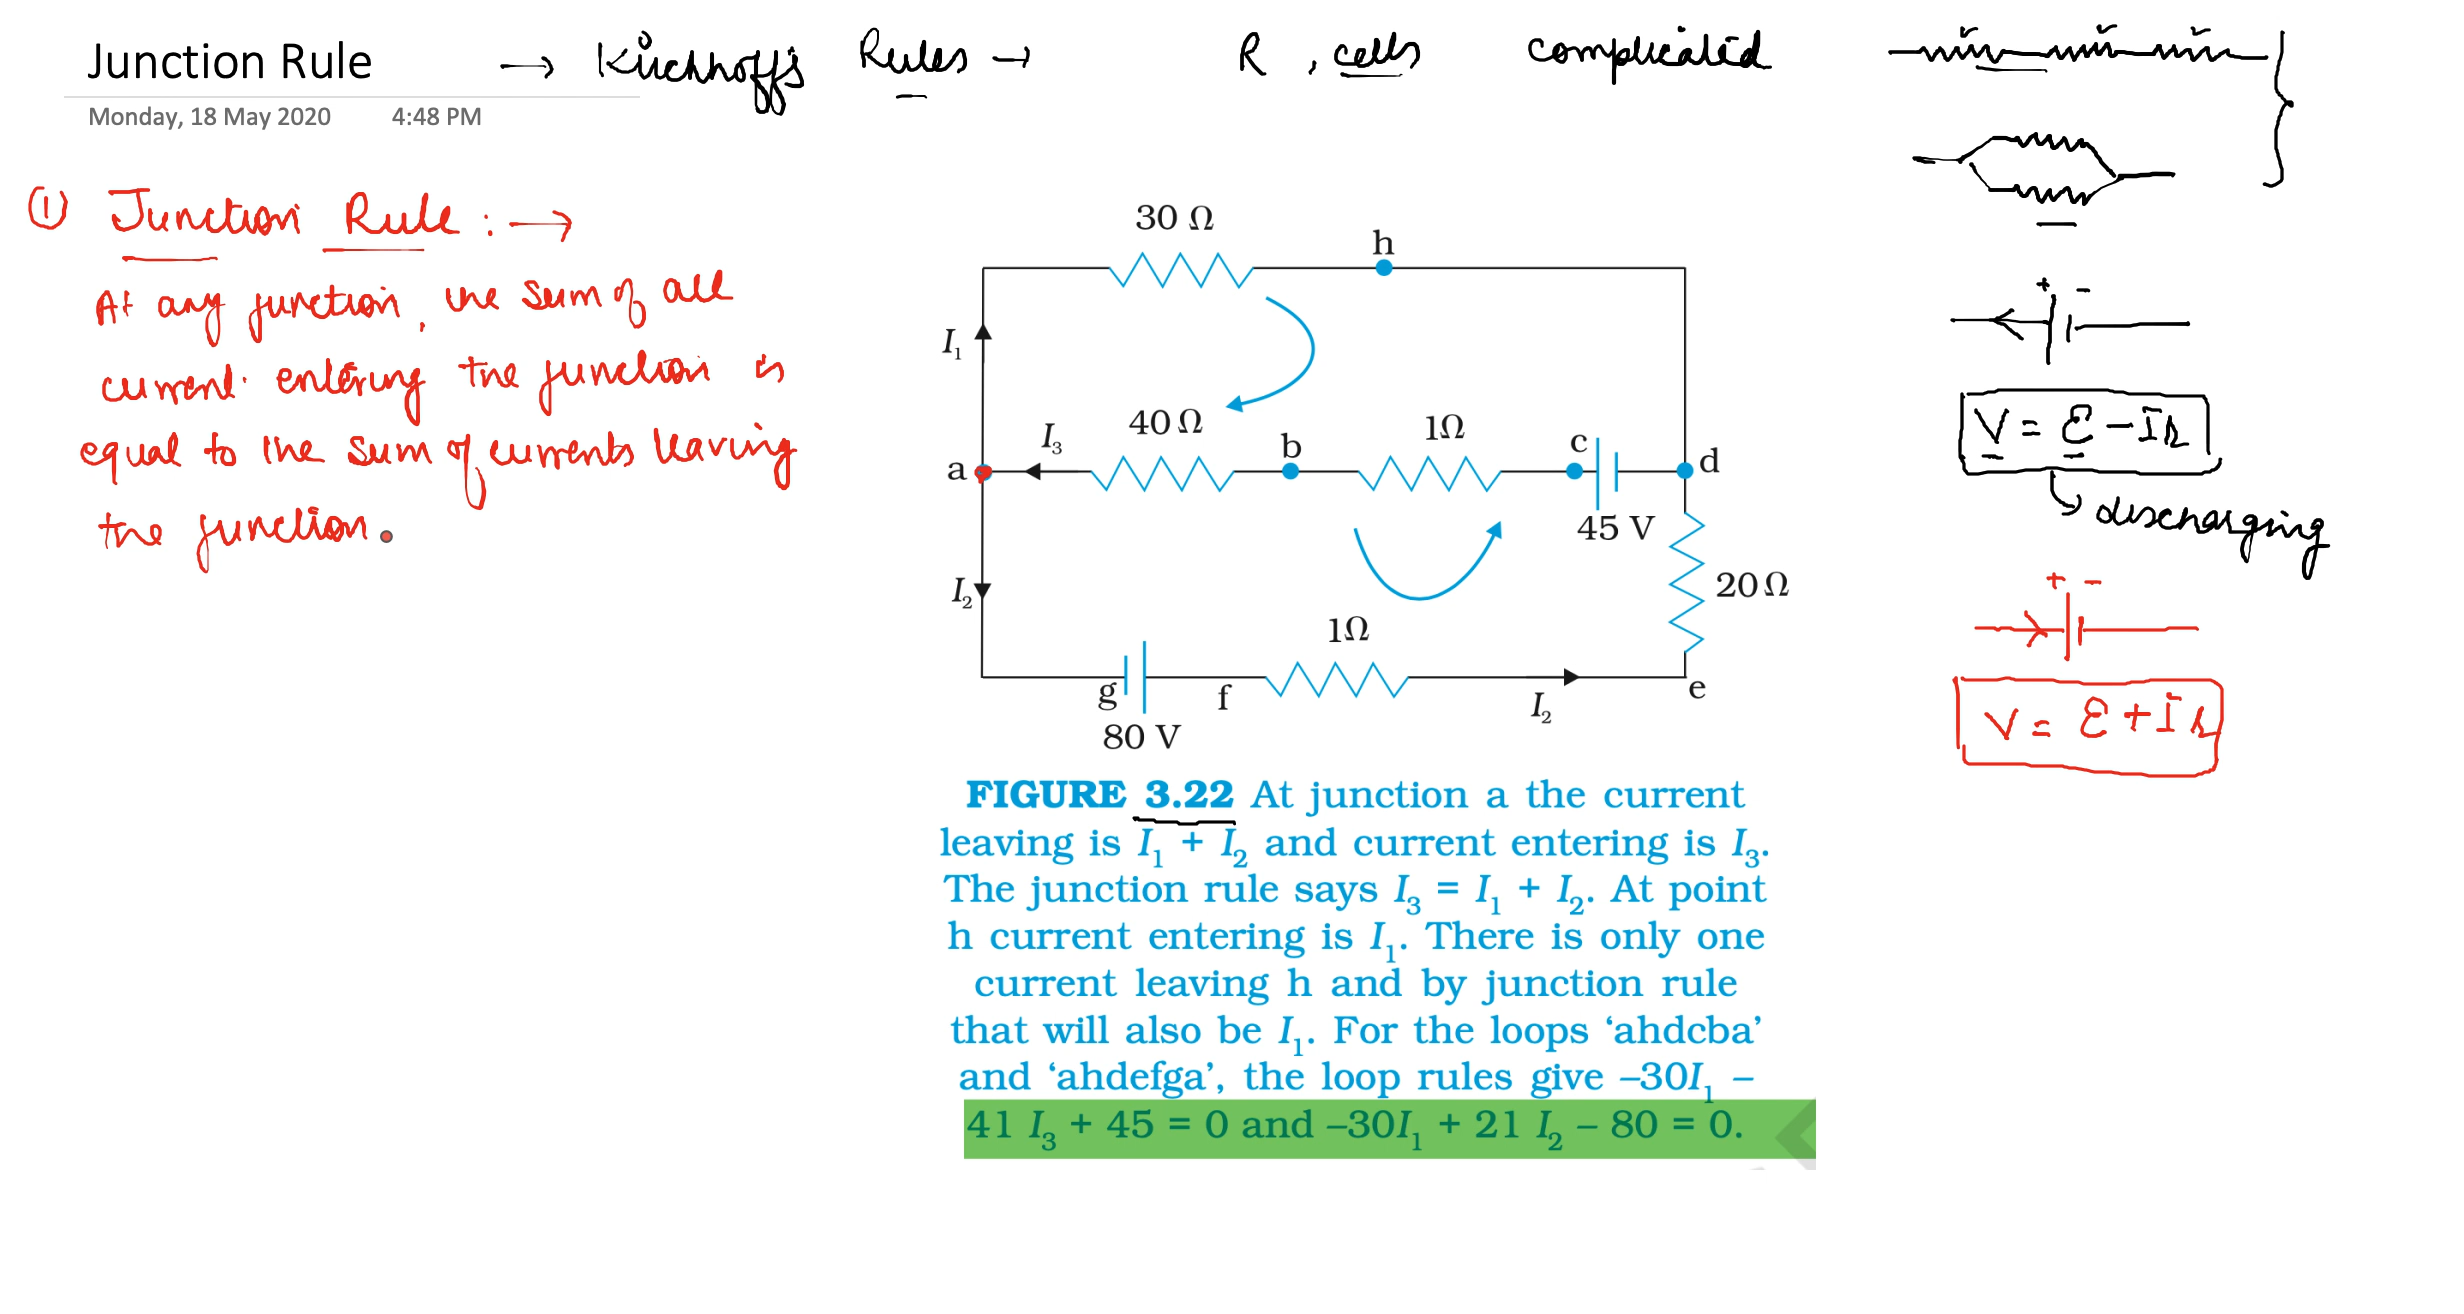 Junction Rule → Kirchhoff's Rules → R , cells complicated
Monday, 18 May 2020 4:48 PM
① Junction Rule : →
At any junction, the sum of all
current entering the junction is
equal to the sum of currents leaving
the junction.
30 Ω
h
I₁
I₃
40 Ω
b
1Ω
c
a
d
45 V
I₂
20 Ω
1Ω
g
f
I₂
e
80 V
FIGURE 3.22 At junction a the current
leaving is I₁ + I₂ and current entering is I₃.
The junction rule says I₃ = I₁ + I₂. At point
h current entering is I₁. There is only one
current leaving h and by junction rule
that will also be I₁. For the loops ‘ahdcba’
and ‘ahdefga’, the loop rules give –30I₁ –
41 I₃ + 45 = 0 and –30I₁ + 21 I₂ – 80 = 0.
+ -
V = Ɛ - Ir
discharging
+ -
V = Ɛ + Ir